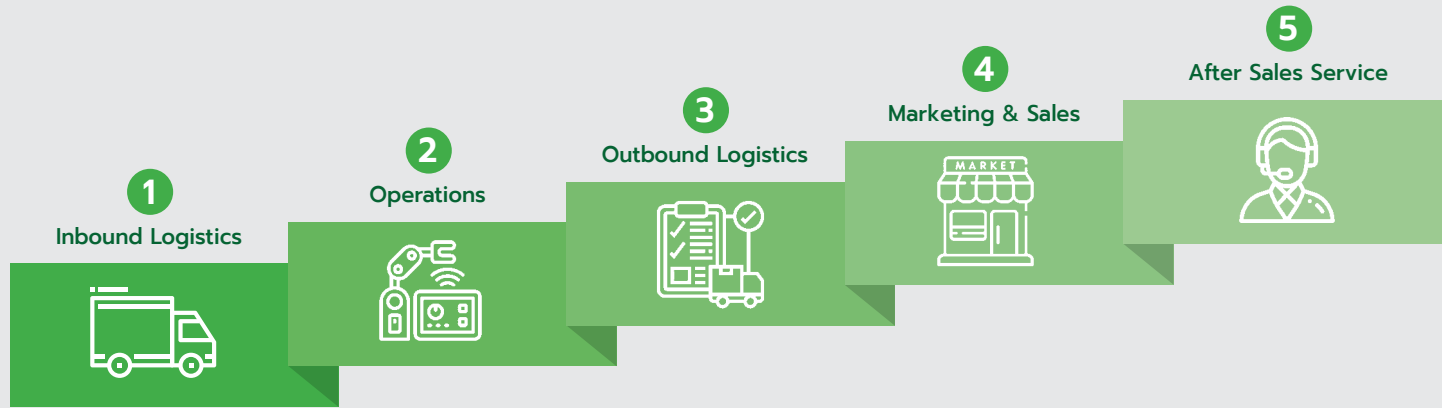 1
Inbound Logistics
2
Operations
3
Outbound Logistics
4
Marketing & Sales
MARKET
5
After Sales Service